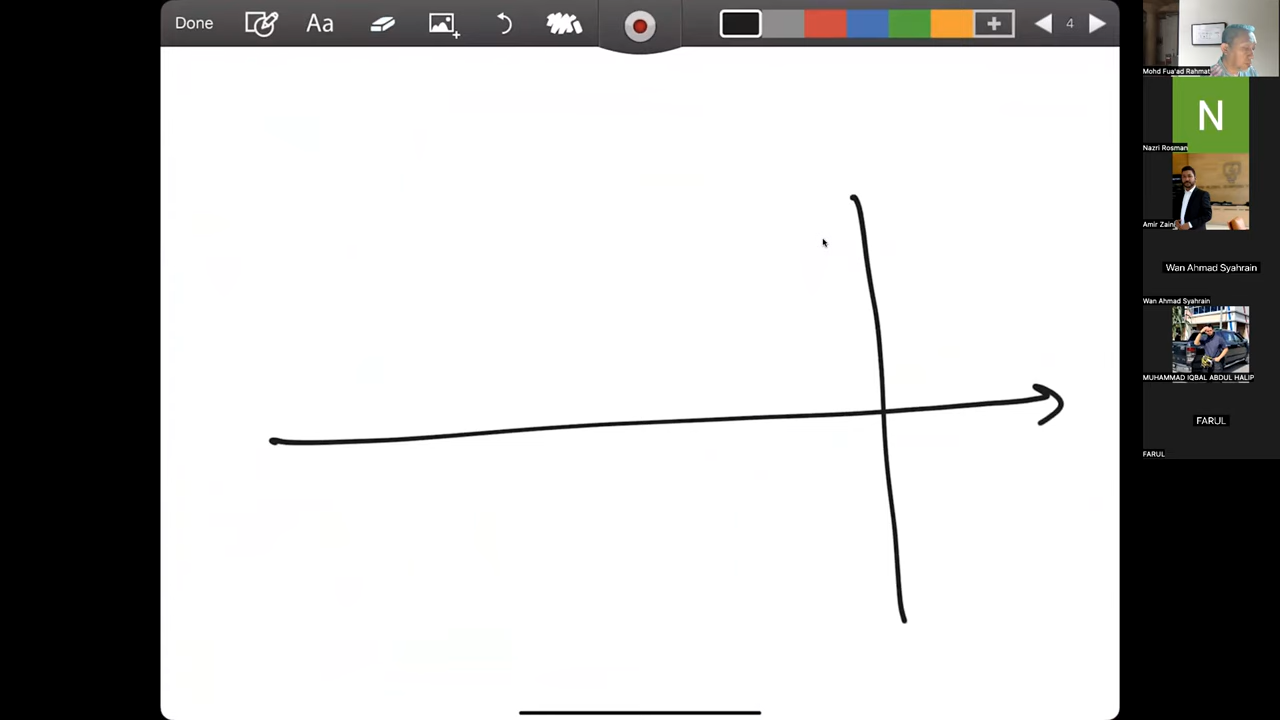 Done
Aa
4
Mohd Fua'ad Rahmat
N
Nazri Rosman
Amir Zain
Wan Ahmad Syahrain
Wan Ahmad Syahrain
MUHAMMAD IQBAL ABDUL HALIP
FARUL
FARUL